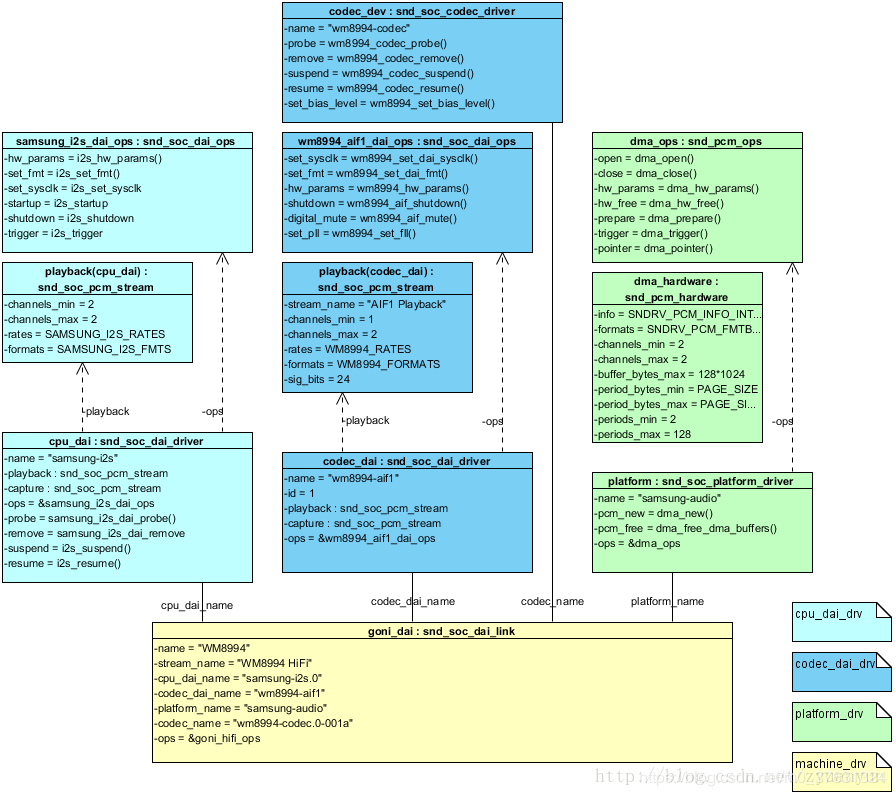 codec_dev : snd_soc_codec_driver
-name = "wm8994-codec"
-probe = wm8994_codec_probe()
-remove = wm8994_codec_remove()
-suspend = wm8994_codec_suspend()
-resume = wm8994_codec_resume()
-set_bias_level = wm8994_set_bias_level()
samsung_i2s_dai_ops : snd_soc_dai_ops
-hw_params = i2s_hw_params()
-set_fmt = i2s_set_fmt()
-set_sysclk = i2s_set_sysclk
-startup = i2s_startup
-shutdown = i2s_shutdown
-trigger = i2s_trigger
wm8994_aif1_dai_ops : snd_soc_dai_ops
-set_sysclk = wm8994_set_dai_sysclk()
-set_fmt = wm8994_set_dai_fmt()
-hw_params = wm8994_hw_params()
-shutdown = wm8994_aif_shutdown()
-digital_mute = wm8994_aif_mute()
-set_pll = wm8994_set_fll()
dma_ops : snd_pcm_ops
-open = dma_open()
-close = dma_close()
-hw_params = dma_hw_params()
-hw_free = dma_hw_free()
-prepare = dma_prepare()
-trigger = dma_trigger()
-pointer = dma_pointer()
playback(cpu_dai) :
snd_soc_pcm_stream
-channels_min = 2
-channels_max = 2
-rates = SAMSUNG_I2S_RATES
-formats = SAMSUNG_I2S_FMTS
playback(codec_dai) :
snd_soc_pcm_stream
-stream_name = "AIF1 Playback"
-channels_min = 1
-channels_max = 2
-rates = WM8994_RATES
-formats = WM8994_FORMATS
-sig_bits = 24
dma_hardware :
snd_pcm_hardware
-info = SNDRV_PCM_INFO_INT...
-formats = SNDRV_PCM_FMTB...
-channels_min = 2
-channels_max = 2
-buffer_bytes_max = 128*1024
-period_bytes_min = PAGE_SIZE
-period_bytes_max = PAGE_SI...
-periods_min = 2
-periods_max = 128
-playback
-ops
-playback
-ops
-ops
cpu_dai : snd_soc_dai_driver
-name = "samsung-i2s"
-playback : snd_soc_pcm_stream
-capture : snd_soc_pcm_stream
-ops = &samsung_i2s_dai_ops
-probe = samsung_i2s_dai_probe()
-remove = samsung_i2s_dai_remove
-suspend = i2s_suspend()
-resume = i2s_resume()
codec_dai : snd_soc_dai_driver
-name = "wm8994-aif1"
-id = 1
-playback : snd_soc_pcm_stream
-capture : snd_soc_pcm_stream
-ops = &wm8994_aif1_dai_ops
platform : snd_soc_platform_driver
-name = "samsung-audio"
-pcm_new = dma_new()
-pcm_free = dma_free_dma_buffers()
-ops = &dma_ops
cpu_dai_name
codec_dai_name
codec_name
platform_name
goni_dai : snd_soc_dai_link
-name = "WM8994"
-stream_name = "WM8994 HiFi"
-cpu_dai_name = "samsung-i2s.0"
-codec_dai_name = "wm8994-aif1"
-platform_name = "samsung-audio"
-codec_name = "wm8994-codec.0-001a"
-ops = &goni_hifi_ops
cpu_dai_drv
codec_dai_drv
platform_drv
machine_drv